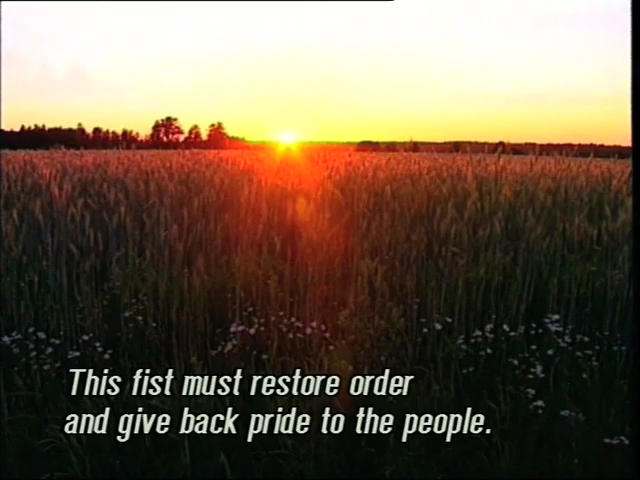 This fist must restore order
and give back pride to the people.